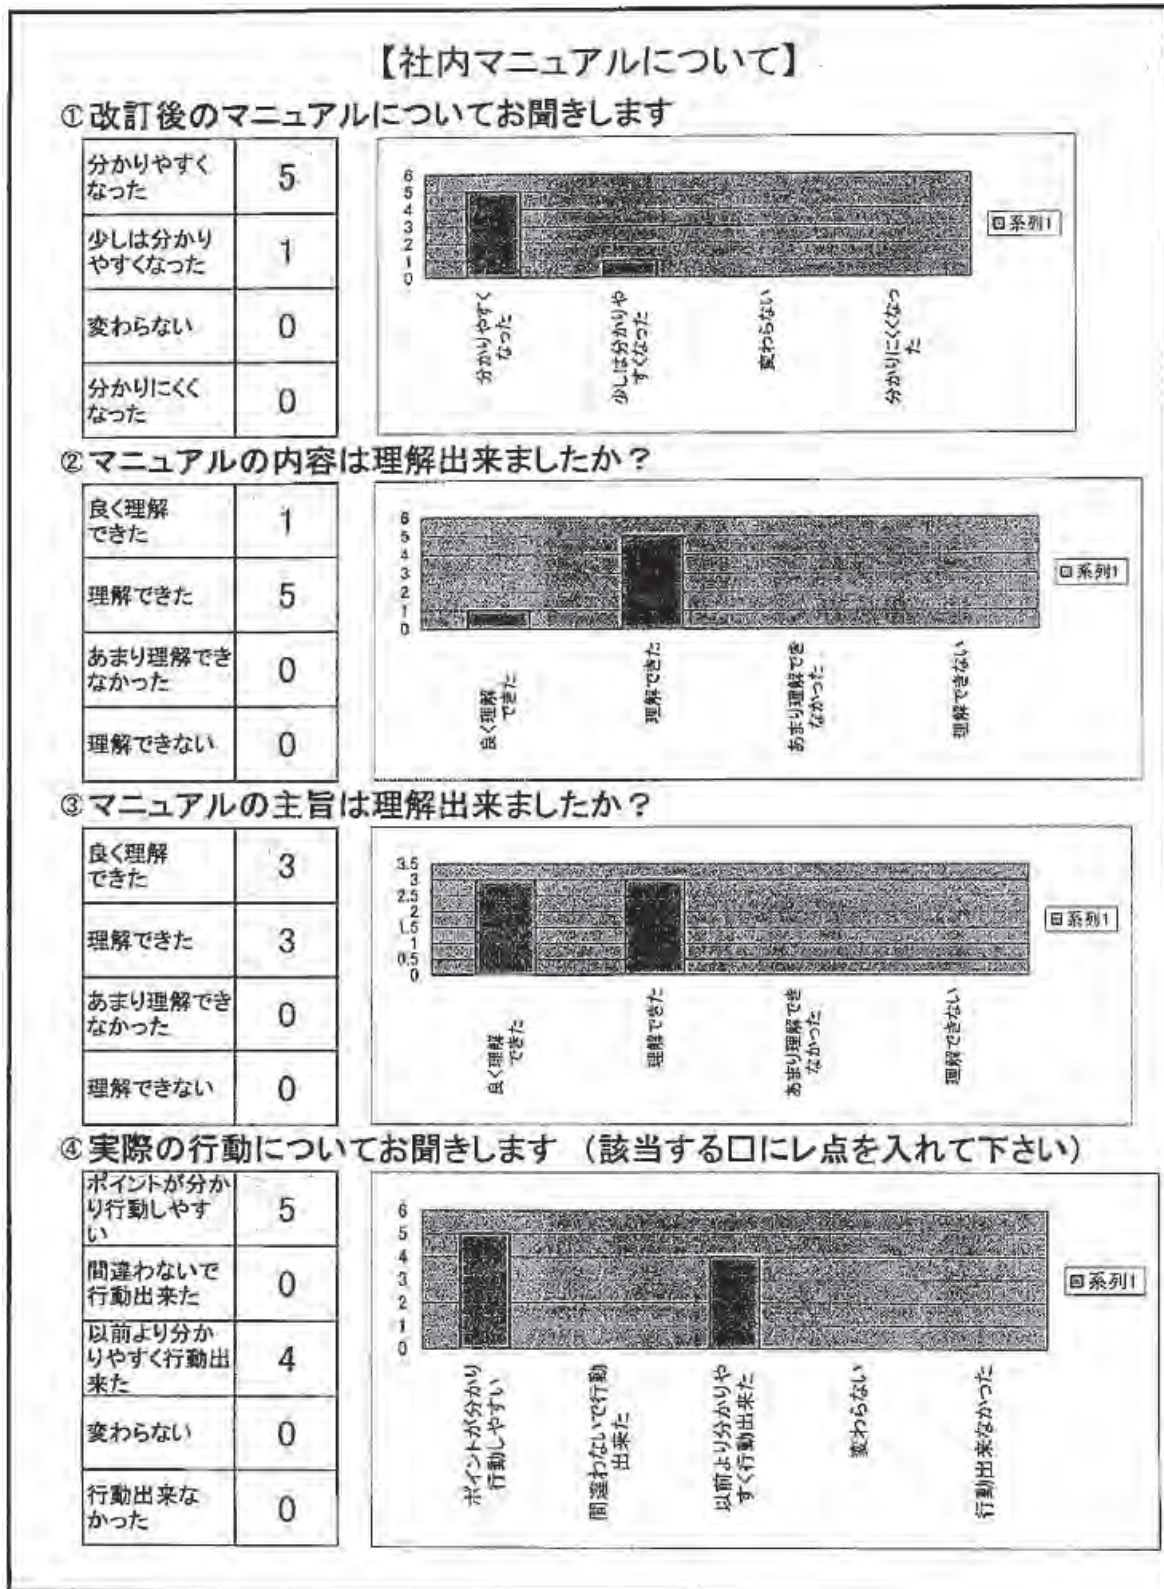 【社内マニュアルについて】
①改訂後のマニュアルについてお聞きします
分かりやすく
なった
5
少しは分かり
やすくなった
1
変わらない
0
分かりにくく
なった
0
6
5
4
3
2
1
0
分かりやすく
なった
少しは分かりや
すくなった
変わらない
分かりにくくなっ
た
系列1
②マニュアルの内容は理解出来ましたか?
良く理解
できた
1
理解できた
5
あまり理解でき
なかった
0
理解できない
0
6
5
4
3
2
1
0
良く理解
できた
理解できた
あまり理解でき
なかった
理解できない
系列1
③マニュアルの主旨は理解出来ましたか?
良く理解
できた
3
理解できた
3
あまり理解でき
なかった
0
理解できない
0
3.5
3
2.5
2
1.5
1
0.5
0
良く理解
できた
理解できた
あまり理解でき
なかった
理解できない
系列1
④実際の行動についてお聞きします (該当する口にレ点を入れて下さい)
ポイントが分か
り行動しやす
い
5
間違わないで
行動出来た
0
以前より分か
りやすく行動出
来た
4
変わらない
0
行動出来な
かった
0
6
5
4
3
2
1
0
ポイントが分かり
行動しやすい
間違わないで行動
出来た
以前より分かりや
すく行動出来た
変わらない
行動出来なかった
系列1